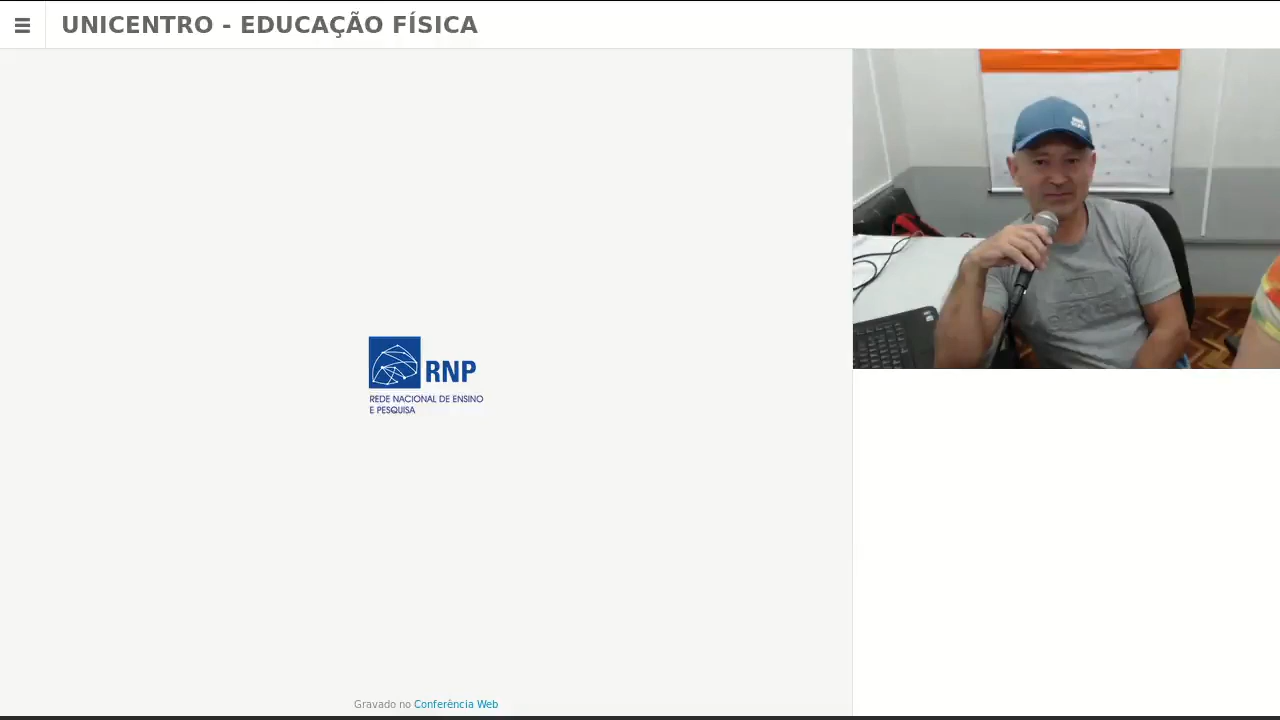 UNICENTRO - EDUCAÇÃO FÍSICA
RNP
REDE NACIONAL DE ENSINO
E PESQUISA
Gravado no Conferência Web